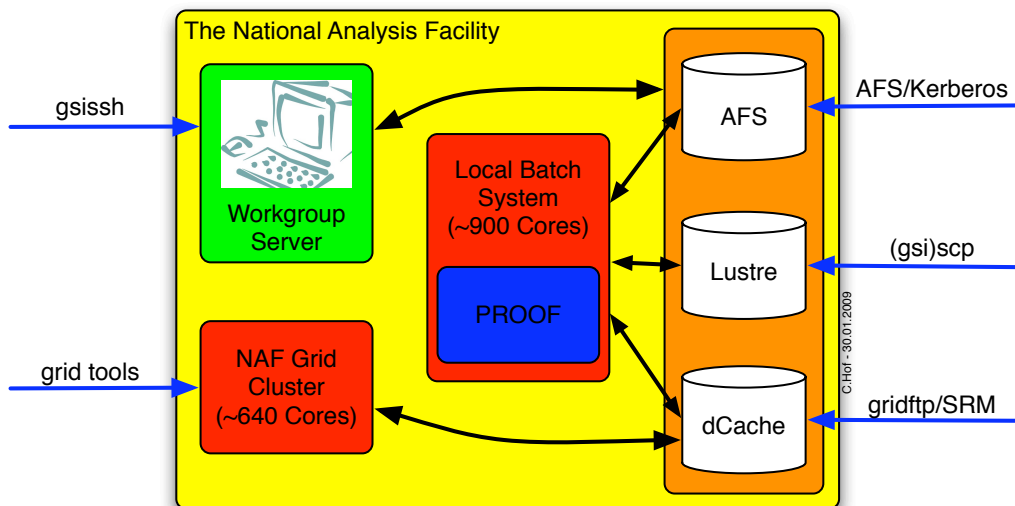 The National Analysis Facility
gsissh
Workgroup
Server
AFS
AFS/Kerberos
Local Batch
System
(~900 Cores)
PROOF
Lustre
(gsi)scp
C.Hof - 30.01.2009
grid tools
NAF Grid
Cluster
(~640 Cores)
dCache
gridftp/SRM